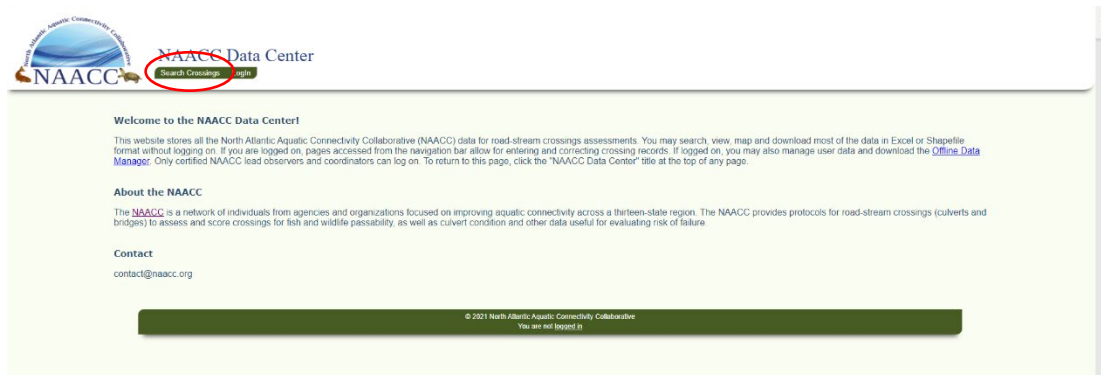 North Atlantic Aquatic Connectivity Collaborative
NAACC
NAACC Data Center
Search Crossings Login
Welcome to the NAACC Data Center!
This website stores all the North Atlantic Aquatic Connectivity Collaborative (NAACC) data for road-stream crossings assessments. You may search, view, map and download most of the data in Excel or Shapefile
format without logging on. If you are logged on, pages accessed from the navigation bar allow for entering and correcting crossing records. If logged on, you may also manage user data and download the Offline Data
Manager. Only certified NAACC lead observers and coordinators can log on. To return to this page, click the "NAACC Data Center" title at the top of any page.
About the NAACC
The NAACC is a network of individuals from agencies and organizations focused on improving aquatic connectivity across a thirteen-state region. The NAACC provides protocols for road-stream crossings (culverts and
bridges) to assess and score crossings for fish and wildlife passability, as well as culvert condition and other data useful for evaluating risk of failure.
Contact
contact@naacc.org
© 2021 North Atlantic Aquatic Connectivity Collaborative
You are not logged in